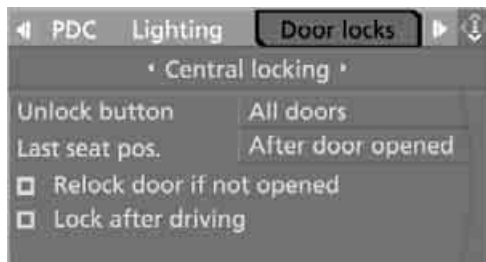 PDC Lighting Door locks
• Central locking •
Unlock button All doors
Last seat pos. After door opened
Relock door if not opened
Lock after driving